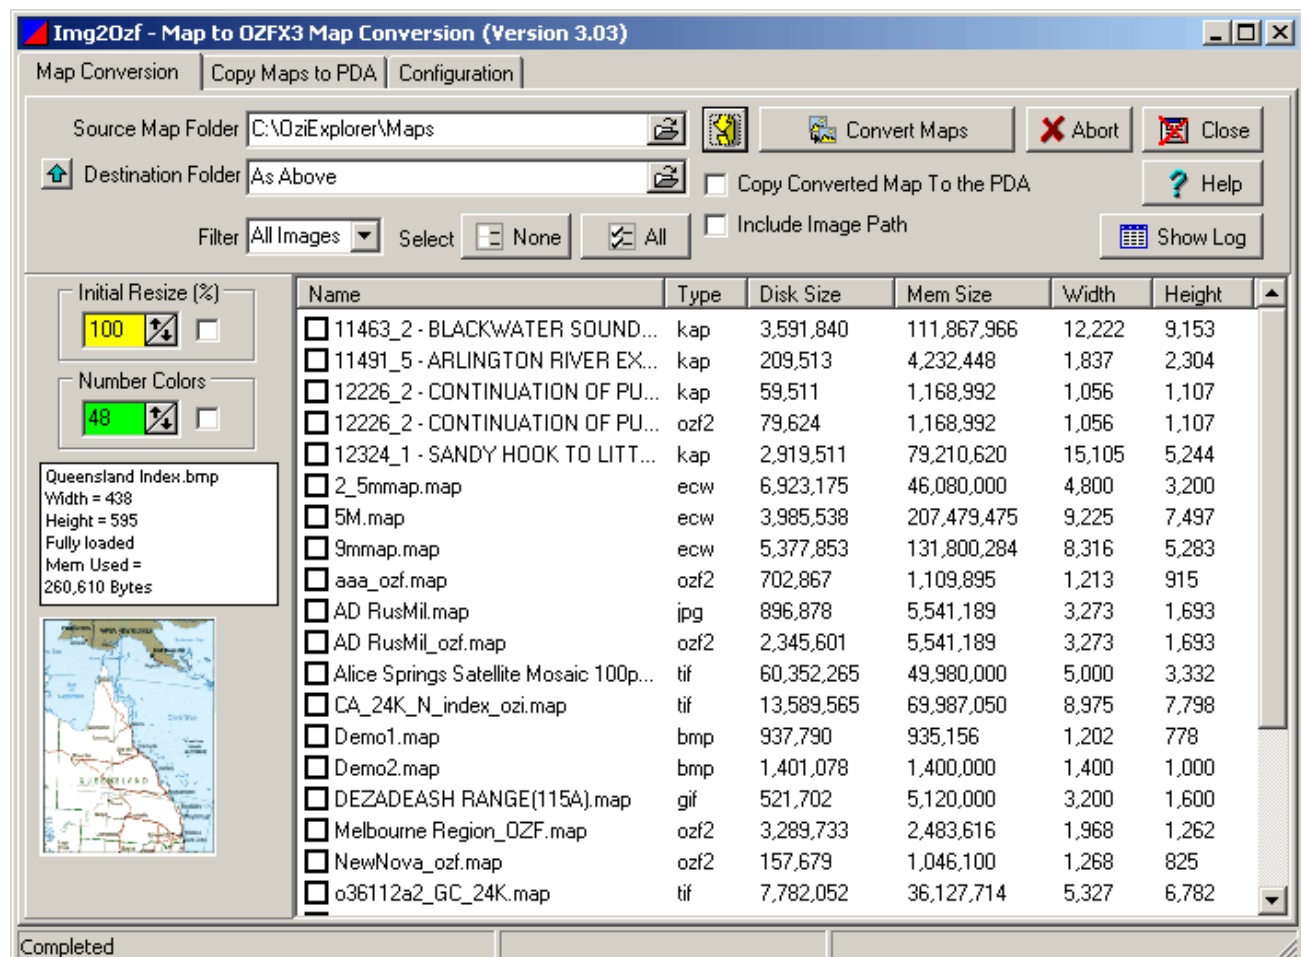 Img2Ozf - Map to OZFX3 Map Conversion (Version 3.03)
Map Conversion Copy Maps to PDA Configuration
Source Map Folder C:\OziExplorer\Maps Convert Maps Abort Close
Destination Folder As Above Copy Converted Map To the PDA Help
Filter All Images Select None All Include Image Path Show Log
Initial Resize (%)
100
Number Colors
48
Queensland Index.bmp
Width = 438
Height = 595
Fully loaded
Mem Used =
260,610 Bytes
QUEENSLAND
Name Type Disk Size Mem Size Width Height
11463_2 - BLACKWATER SOUND... kap 3,591,840 111,867,966 12,222 9,153
11491_5 - ARLINGTON RIVER EX... kap 209,513 4,232,448 1,837 2,304
12226_2 - CONTINUATION OF PU... kap 59,511 1,168,992 1,056 1,107
12226_2 - CONTINUATION OF PU... ozf2 79,624 1,168,992 1,056 1,107
12324_1 - SANDY HOOK TO LITT... kap 2,919,511 79,210,620 15,105 5,244
2_5mmap.map ecw 6,923,175 46,080,000 4,800 3,200
5M.map ecw 3,985,538 207,479,475 9,225 7,497
9mmap.map ecw 5,377,853 131,800,284 8,316 5,283
aaa_ozf.map ozf2 702,867 1,109,895 1,213 915
AD RusMil.map jpg 896,878 5,541,189 3,273 1,693
AD RusMil_ozf.map ozf2 2,345,601 5,541,189 3,273 1,693
Alice Springs Satellite Mosaic 100p... tif 60,352,265 49,980,000 5,000 3,332
CA_24K_N_index_ozi.map tif 13,589,565 69,987,050 8,975 7,798
Demo1.map bmp 937,790 935,156 1,202 778
Demo2.map bmp 1,401,078 1,400,000 1,400 1,000
DEZADEASH RANGE(115A).map gif 521,702 5,120,000 3,200 1,600
Melbourne Region_OZF.map ozf2 3,289,733 2,483,616 1,968 1,262
NewNova_ozf.map ozf2 157,679 1,046,100 1,268 825
o36112a2_GC_24K.map tif 7,782,052 36,127,714 5,327 6,782
Completed